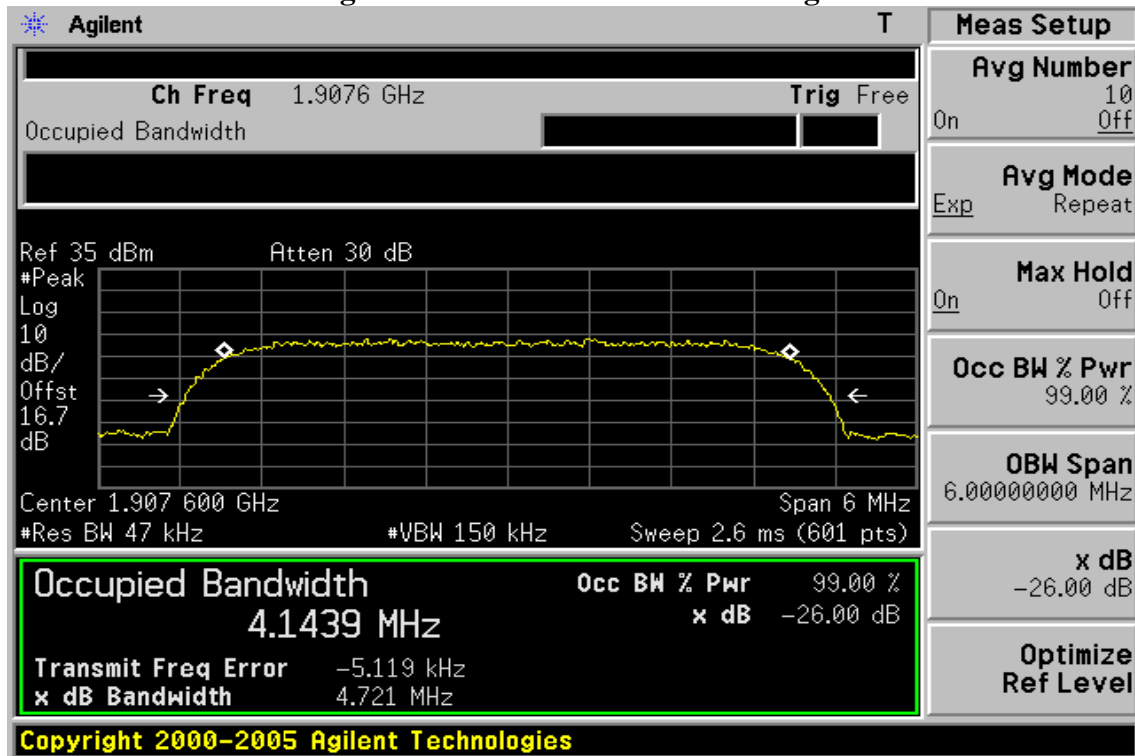 Agilent T
Ch Freq 1.9076 GHz Trig Free
Occupied Bandwidth
Ref 35 dBm Atten 30 dB
#Peak
Log
10
dB/
Offst
16.7
dB
Center 1.907 600 GHz Span 6 MHz
#Res BW 47 kHz #VBW 150 kHz Sweep 2.6 ms (601 pts)
Occupied Bandwidth
4.1439 MHz
Occ BW % Pwr 99.00 %
x dB -26.00 dB
Transmit Freq Error -5.119 kHz
x dB Bandwidth 4.721 MHz
Copyright 2000-2005 Agilent Technologies
Meas Setup
Avg Number
10
On Off
Avg Mode
Exp Repeat
Max Hold
On Off
Occ BW % Pwr
99.00 %
OBW Span
6.00000000 MHz
x dB
-26.00 dB
Optimize
Ref Level